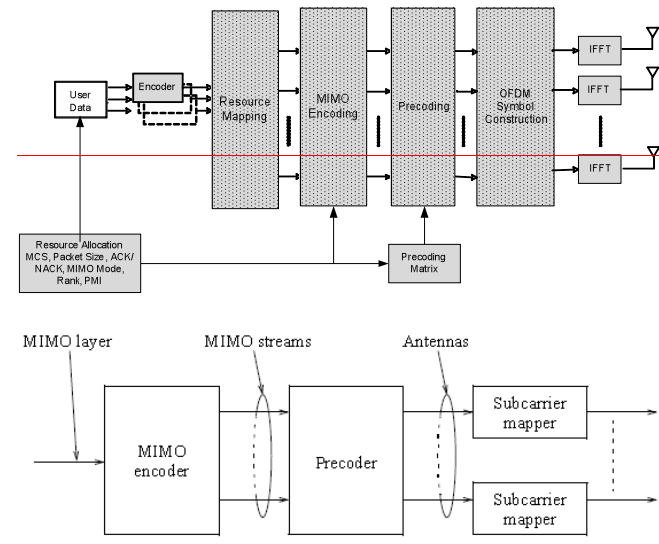 User
Data
Encoder
Resource
Mapping
MIMO
Encoding
Precoding
OFDM
Symbol
Construction
IFFT
IFFT
IFFT
Resource Allocation
MCS, Packet Size, ACK/
NACK, MIMO Mode,
Rank, PMI
Precoding
Matrix
MIMO layer
MIMO streams
Antennas
MIMO
encoder
Precoder
Subcarrier
mapper
Subcarrier
mapper